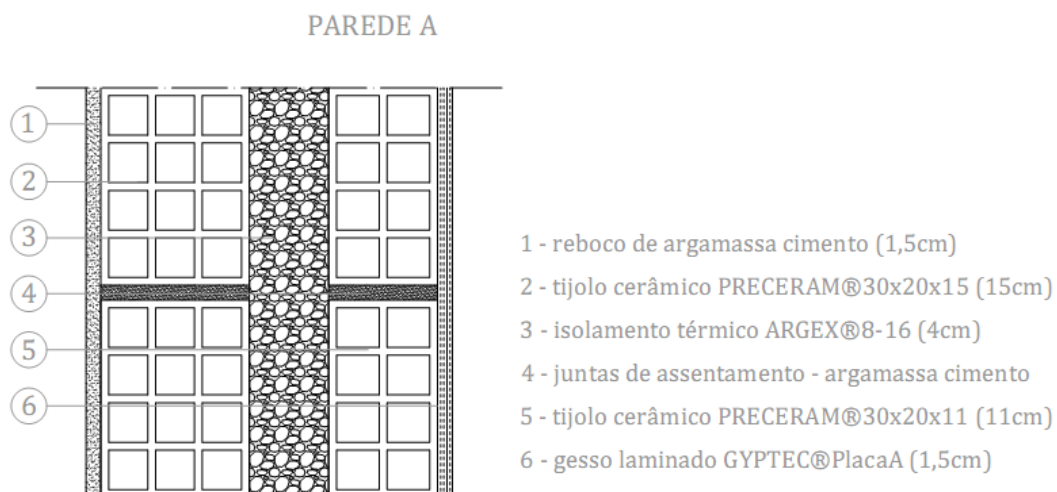 PAREDE A
1
2
3
4
5
6
1 - reboco de argamassa cimento (1,5cm)
2 - tijolo cerâmico PRECERAM®30x20x15 (15cm)
3 - isolamento térmico ARGEX®8-16 (4cm)
4 - juntas de assentamento - argamassa cimento
5 - tijolo cerâmico PRECERAM®30x20x11 (11cm)
6 - gesso laminado GYPTEC®PlacaA (1,5cm)